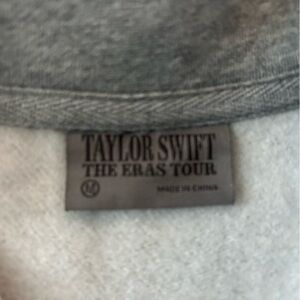 TAYLOR SWIFT
THE ERAS TOUR
M MADE IN CHINA